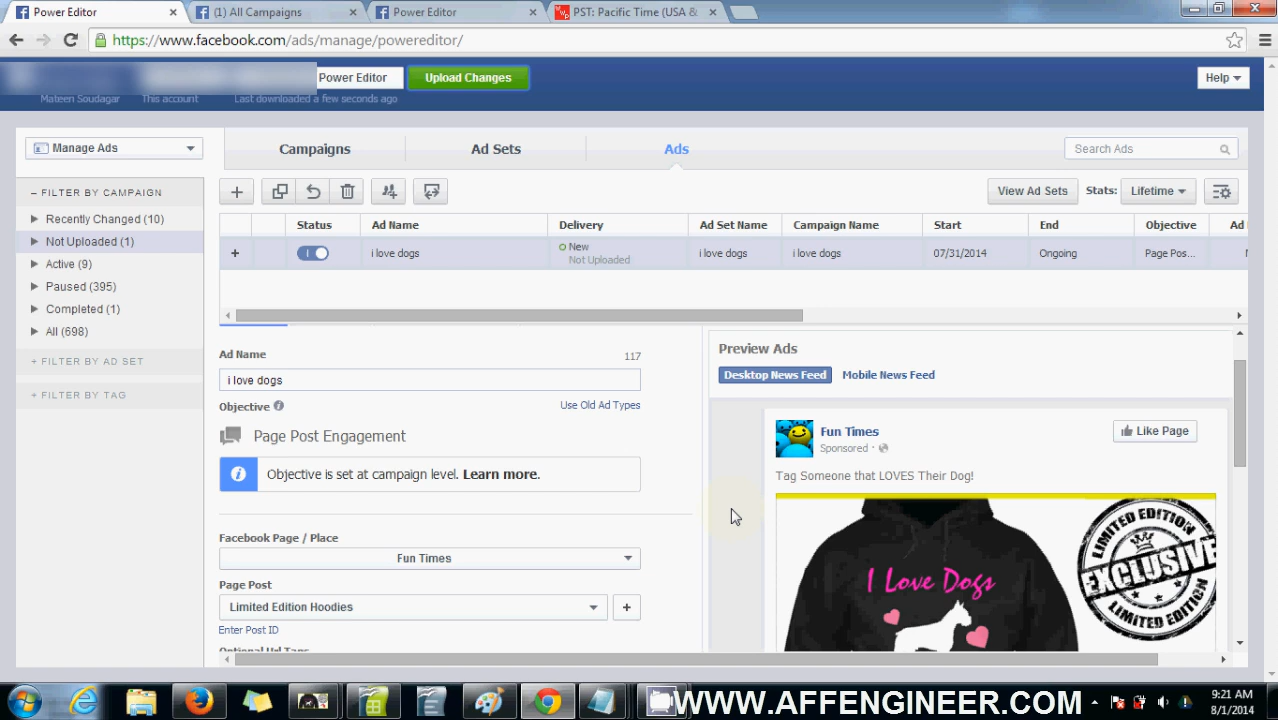 Power Editor
(1) All Campaigns
Power Editor
PST: Pacific Time (USA &
https://www.facebook.com/ads/manage/powereditor/
Power Editor
Upload Changes
Help
Mateen Soudagar
This account
Last downloaded a few seconds ago
Manage Ads
Campaigns
Ad Sets
Ads
Search Ads
– FILTER BY CAMPAIGN
Recently Changed (10)
Not Uploaded (1)
Active (9)
Paused (395)
Completed (1)
All (698)
+ FILTER BY AD SET
+ FILTER BY TAG
View Ad Sets
Stats:
Lifetime
Status
Ad Name
Delivery
Ad Set Name
Campaign Name
Start
End
Objective
Ad
i love dogs
New
Not Uploaded
i love dogs
i love dogs
07/31/2014
Ongoing
Page Pos...
Ad Name
117
i love dogs
Objective
Use Old Ad Types
Page Post Engagement
Objective is set at campaign level. Learn more.
Facebook Page / Place
Fun Times
Page Post
Limited Edition Hoodies
Enter Post ID
Optional Url Tags
Preview Ads
Desktop News Feed
Mobile News Feed
Fun Times
Sponsored ·
Like Page
Tag Someone that LOVES Their Dog!
I Love Dogs
LIMITED EDITION
EXCLUSIVE
LIMITED EDITION
WWW.AFFENGINEER.COM
9:21 AM
8/1/2014